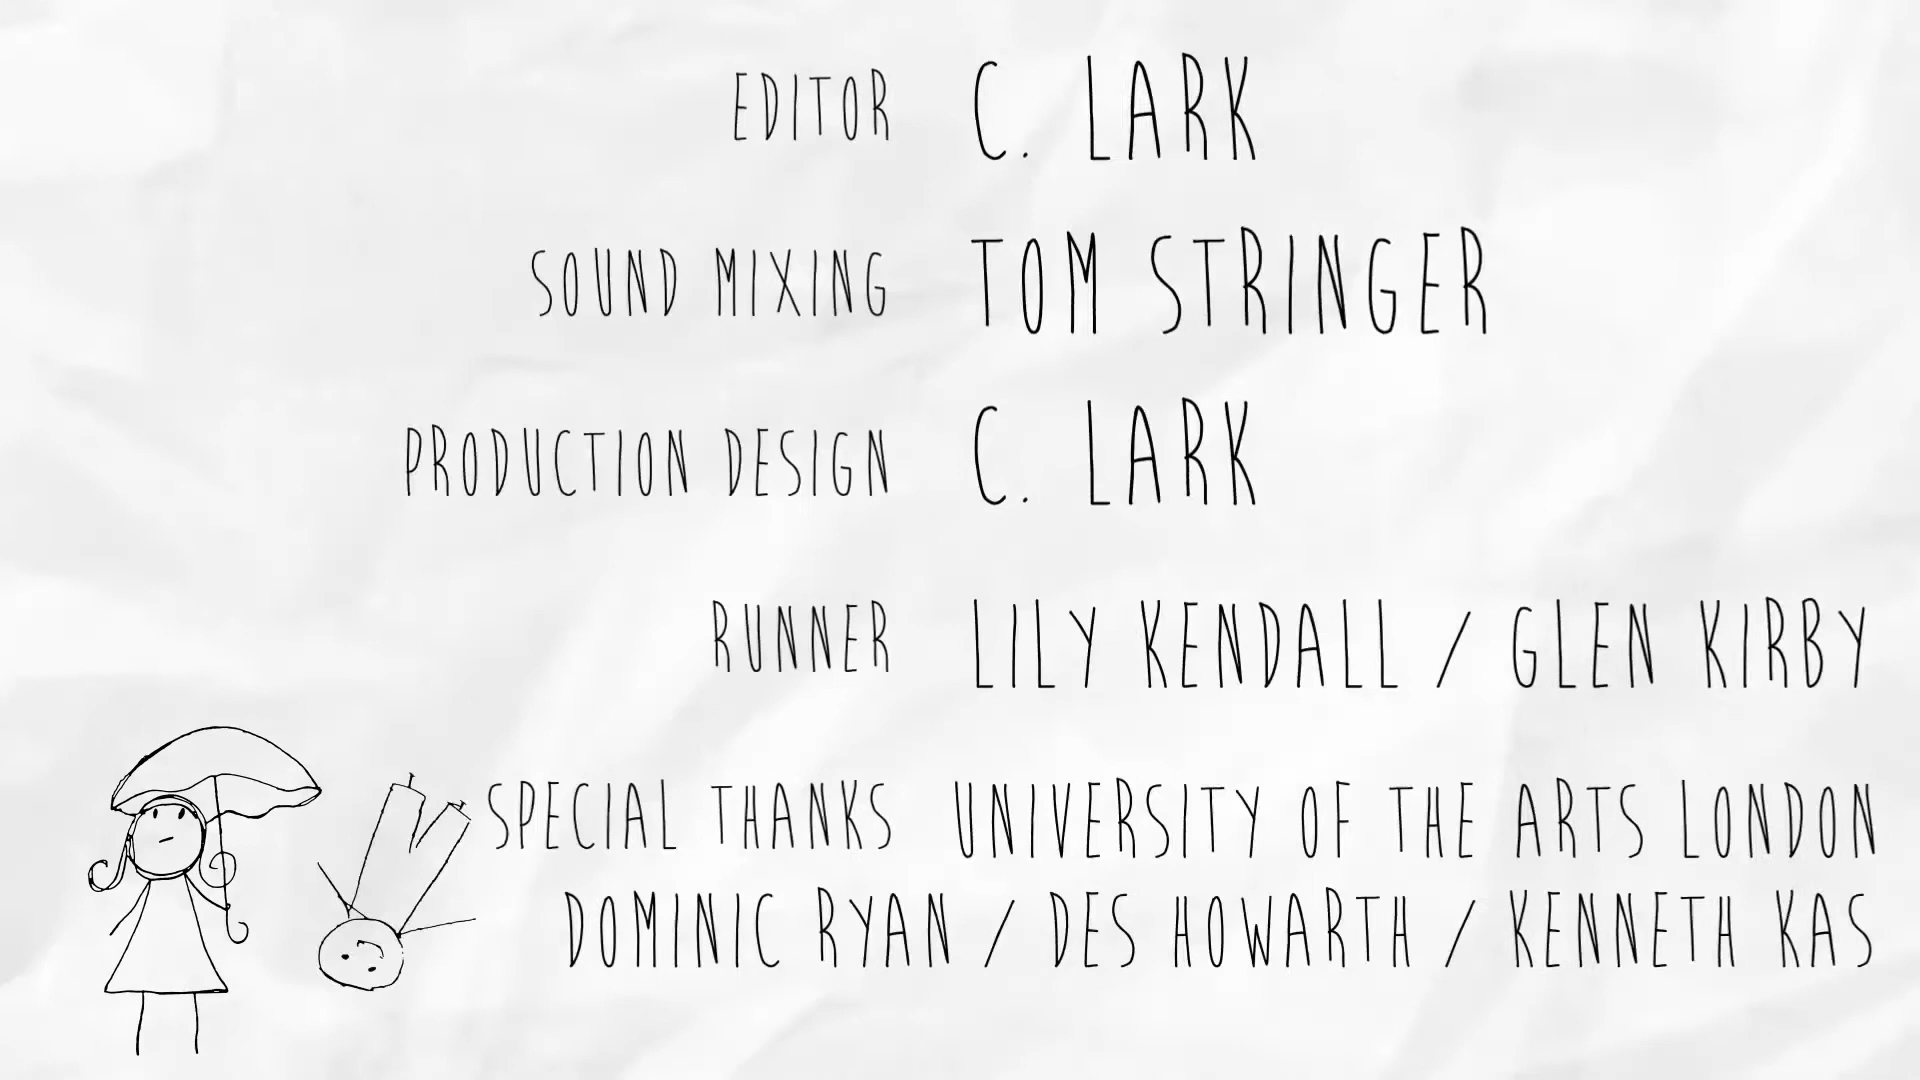 EDITOR C. LARK
SOUND MIXING TOM STRINGER
PRODUCTION DESIGN C. LARK
RUNNER LILY KENDALL / GLEN KIRBY
SPECIAL THANKS UNIVERSITY OF THE ARTS LONDON
DOMINIC RYAN / DES HOWARTH / KENNETH KAS